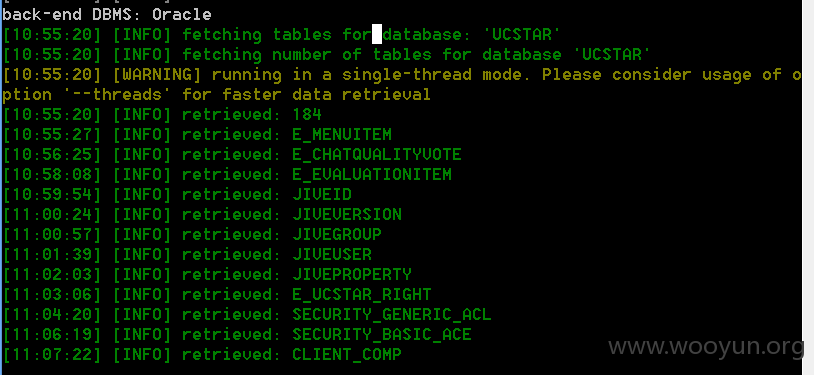 back-end DBMS: Oracle
[10:55:20] [INFO] fetching tables for database: 'UCSTAR'
[10:55:20] [INFO] fetching number of tables for database 'UCSTAR'
[10:55:20] [WARNING] running in a single-thread mode. Please consider usage of o
ption '--threads' for faster data retrieval
[10:55:20] [INFO] retrieved: 184
[10:55:27] [INFO] retrieved: E_MENUITEM
[10:56:25] [INFO] retrieved: E_CHATQUALITYVOTE
[10:58:08] [INFO] retrieved: E_EVALUATIONITEM
[10:59:54] [INFO] retrieved: JIVEID
[11:00:24] [INFO] retrieved: JIVEVERSION
[11:00:57] [INFO] retrieved: JIVEGROUP
[11:01:39] [INFO] retrieved: JIVEUSER
[11:02:03] [INFO] retrieved: JIVEPROPERTY
[11:03:06] [INFO] retrieved: E_UCSTAR_RIGHT
[11:04:20] [INFO] retrieved: SECURITY_GENERIC_ACL
[11:06:19] [INFO] retrieved: SECURITY_BASIC_ACE
[11:07:22] [INFO] retrieved: CLIENT_COMP
www.wooyun.org